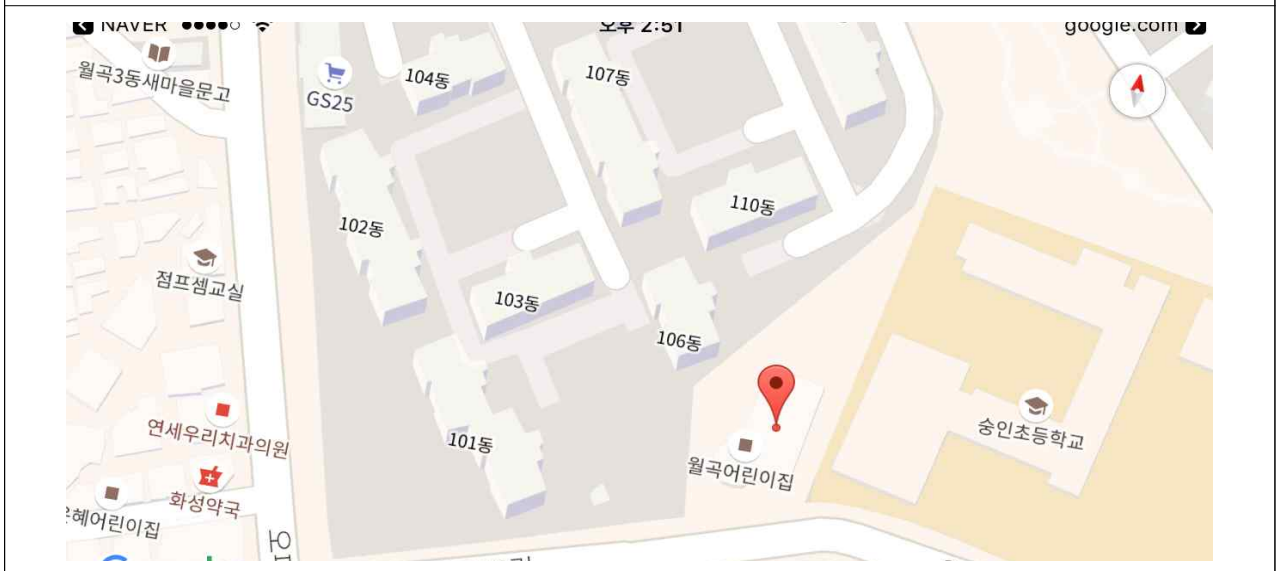 NAVER
오후 2:51
google.com
월곡3동새마을문고
GS25
104동
107동
102동
110동
점프셈교실
103동
106동
연세우리치과의원
101동
숭인초등학교
월곡어린이집
화성약국
혜어린이집
오